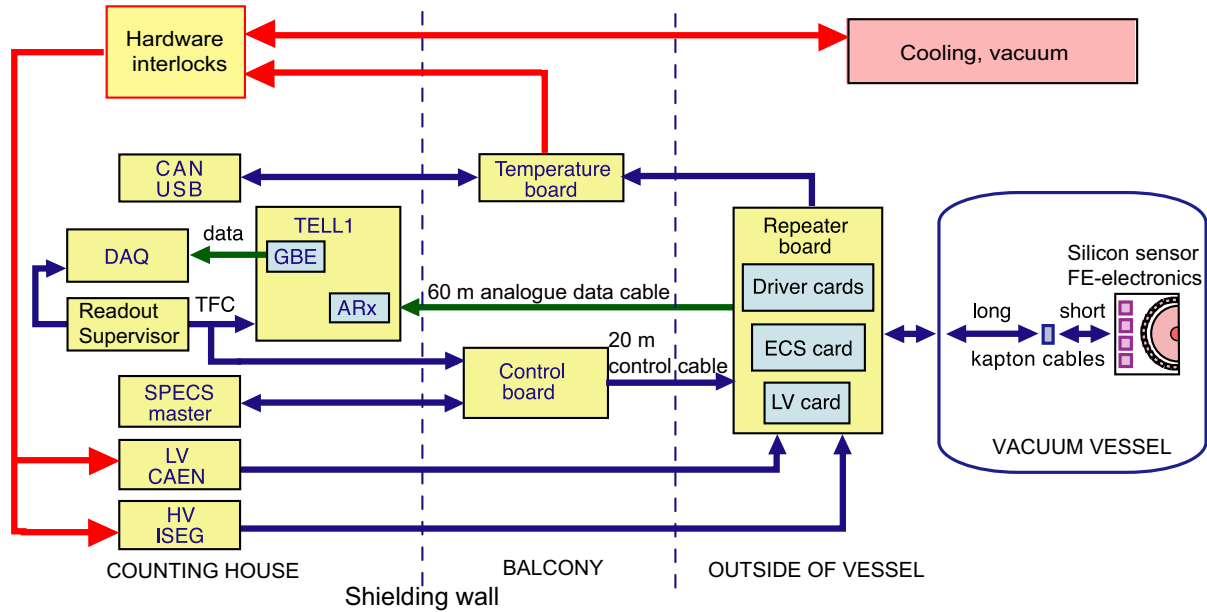 Hardware
interlocks
Cooling, vacuum
CAN
USB
Temperature
board
TELL1
GBE
ARx
data
DAQ
Readout
Supervisor
TFC
60 m analogue data cable
Repeater
board
Driver cards
ECS card
LV card
Silicon sensor
FE-electronics
long
short
kapton cables
VACUUM VESSEL
20 m
control cable
Control
board
SPECS
master
LV
CAEN
HV
ISEG
COUNTING HOUSE
BALCONY
OUTSIDE OF VESSEL
Shielding wall